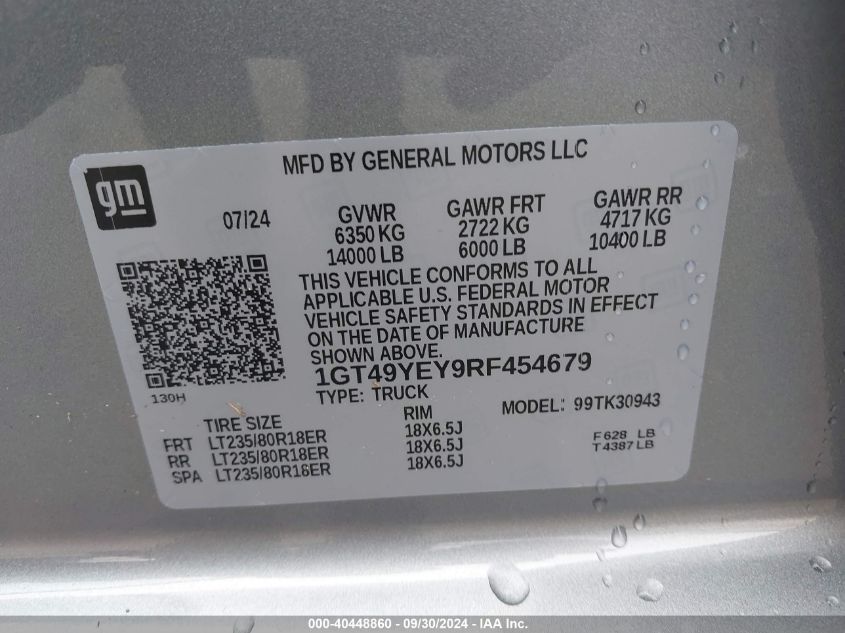 MFD BY GENERAL MOTORS LLC
gm
07/24
GVWR
6350 KG
14000 LB
GAWR FRT
2722 KG
6000 LB
GAWR RR
4717 KG
10400 LB
THIS VEHICLE CONFORMS TO ALL
APPLICABLE U.S. FEDERAL MOTOR
VEHICLE SAFETY STANDARDS IN EFFECT
ON THE DATE OF MANUFACTURE
SHOWN ABOVE.
1GT49YEY9RF454679
130H
TYPE: TRUCK
MODEL: 99TK30943
TIRE SIZE RIM
FRT LT235/80R18ER 18X6.5J
RR LT235/80R18ER 18X6.5J
SPA LT235/80R18ER 18X6.5J
F 628 LB
T 4387 LB
000-40448860 - 09/30/2024 - IAA Inc.